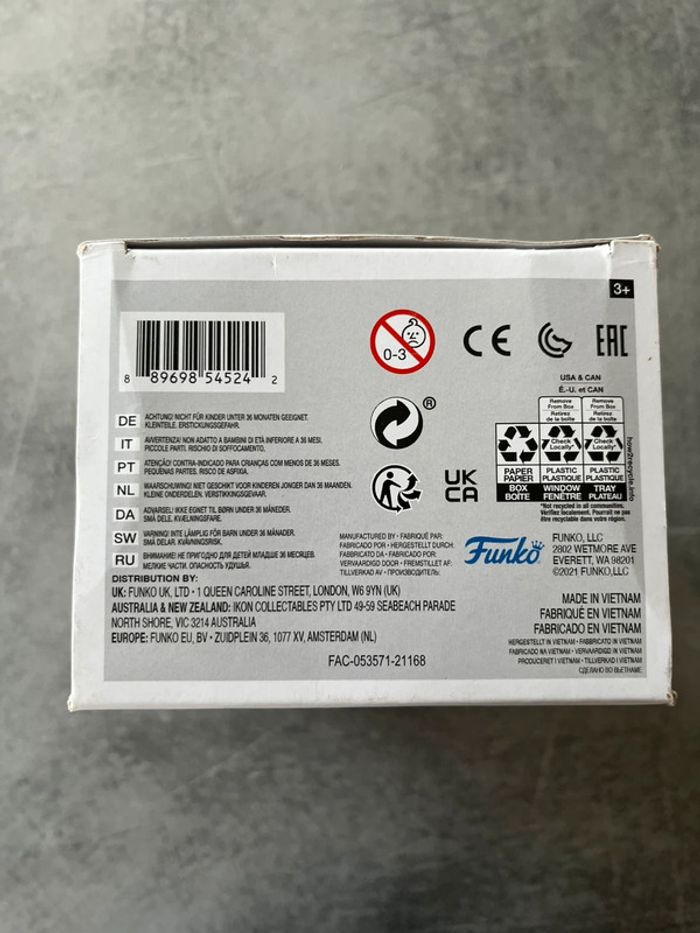 3+
8 89698 54524 2
0-3
CE
EAC
USA & CAN
É.-U. et CAN
Remove From Box
Retirez de la boîte
Remove From Box
Retirez de la boîte
Check Locally*
Check Locally*
PAPER
PAPIER
BOX
BOÎTE
PLASTIC
PLASTIQUE
WINDOW
FENÊTRE
PLASTIC
PLASTIQUE
TRAY
PLATEAU
how2recycle.info
*Not recycled in all communities.
Vérifiez localement. Pourrait ne pas
être recyclable dans votre région.
®
UK
CA
DE ACHTUNG! NICHT FÜR KINDER UNTER 36 MONATEN GEEIGNET.
KLEINTEILE. ERSTICKUNGSGEFAHR.
IT AVVERTENZA! NON ADATTO A BAMBINI DI ETÀ INFERIORE A 36 MESI.
PICCOLE PARTI. RISCHIO DI SOFFOCAMENTO.
PT ATENÇÃO! CONTRA-INDICADO PARA CRIANÇAS COM MENOS DE 36 MESES.
PEQUENAS PARTES. RISCO DE ASFIXIA.
NL WAARSCHUWING! NIET GESCHIKT VOOR KINDEREN JONGER DAN 36 MAANDEN.
KLEINE ONDERDELEN. VERSTIKKINGSGEVAAR.
DA ADVARSEL! IKKE EGNET TIL BØRN UNDER 36 MÅNEDER.
SMÅ DELE. KVÆLNINGSFARE.
SW VARNING! INTE LÄMPLIG FÖR BARN UNDER 36 MÅNADER.
SMÅ DELAR. KVÄVNINGSRISK.
RU ВНИМАНИЕ! НЕ ПРИГОДНО ДЛЯ ДЕТЕЙ МЛАДШЕ 36 МЕСЯЦЕВ.
МЕЛКИЕ ЧАСТИ. ОПАСНОСТЬ УДУШЬЯ.
MANUFACTURED BY • FABRIQUÉ PAR:
FABRICADO POR • HERGESTELLT DURCH:
FABBRICATO DA • FABRICADO POR:
VERVAARDIGD DOOR • FREMSTILLET AF:
TILLVERKAD AV • ПРОИЗВОДИТЕЛЬ:
Funko
FUNKO, LLC
2802 WETMORE AVE
EVERETT, WA 98201
©2021 FUNKO,LLC
DISTRIBUTION BY:
UK: FUNKO UK, LTD • 1 QUEEN CAROLINE STREET, LONDON, W6 9YN (UK)
AUSTRALIA & NEW ZEALAND: IKON COLLECTABLES PTY LTD 49-59 SEABEACH PARADE
NORTH SHORE, VIC 3214 AUSTRALIA
EUROPE: FUNKO EU, BV • ZUIDPLEIN 36, 1077 XV, AMSTERDAM (NL)
MADE IN VIETNAM
FABRIQUÉ EN VIETNAM
FABRICADO EN VIETNAM
HERGESTELLT IN VIETNAM • FABBRICATO IN VIETNAM
FABRICADO NA VIETNAM • VERVAARDIGD IN VIETNAM
PRODUCERET I VIETNAM • TILLVERKAD I VIETNAM
СДЕЛАНО ВО ВЬЕТНАМЕ
FAC-053571-21168